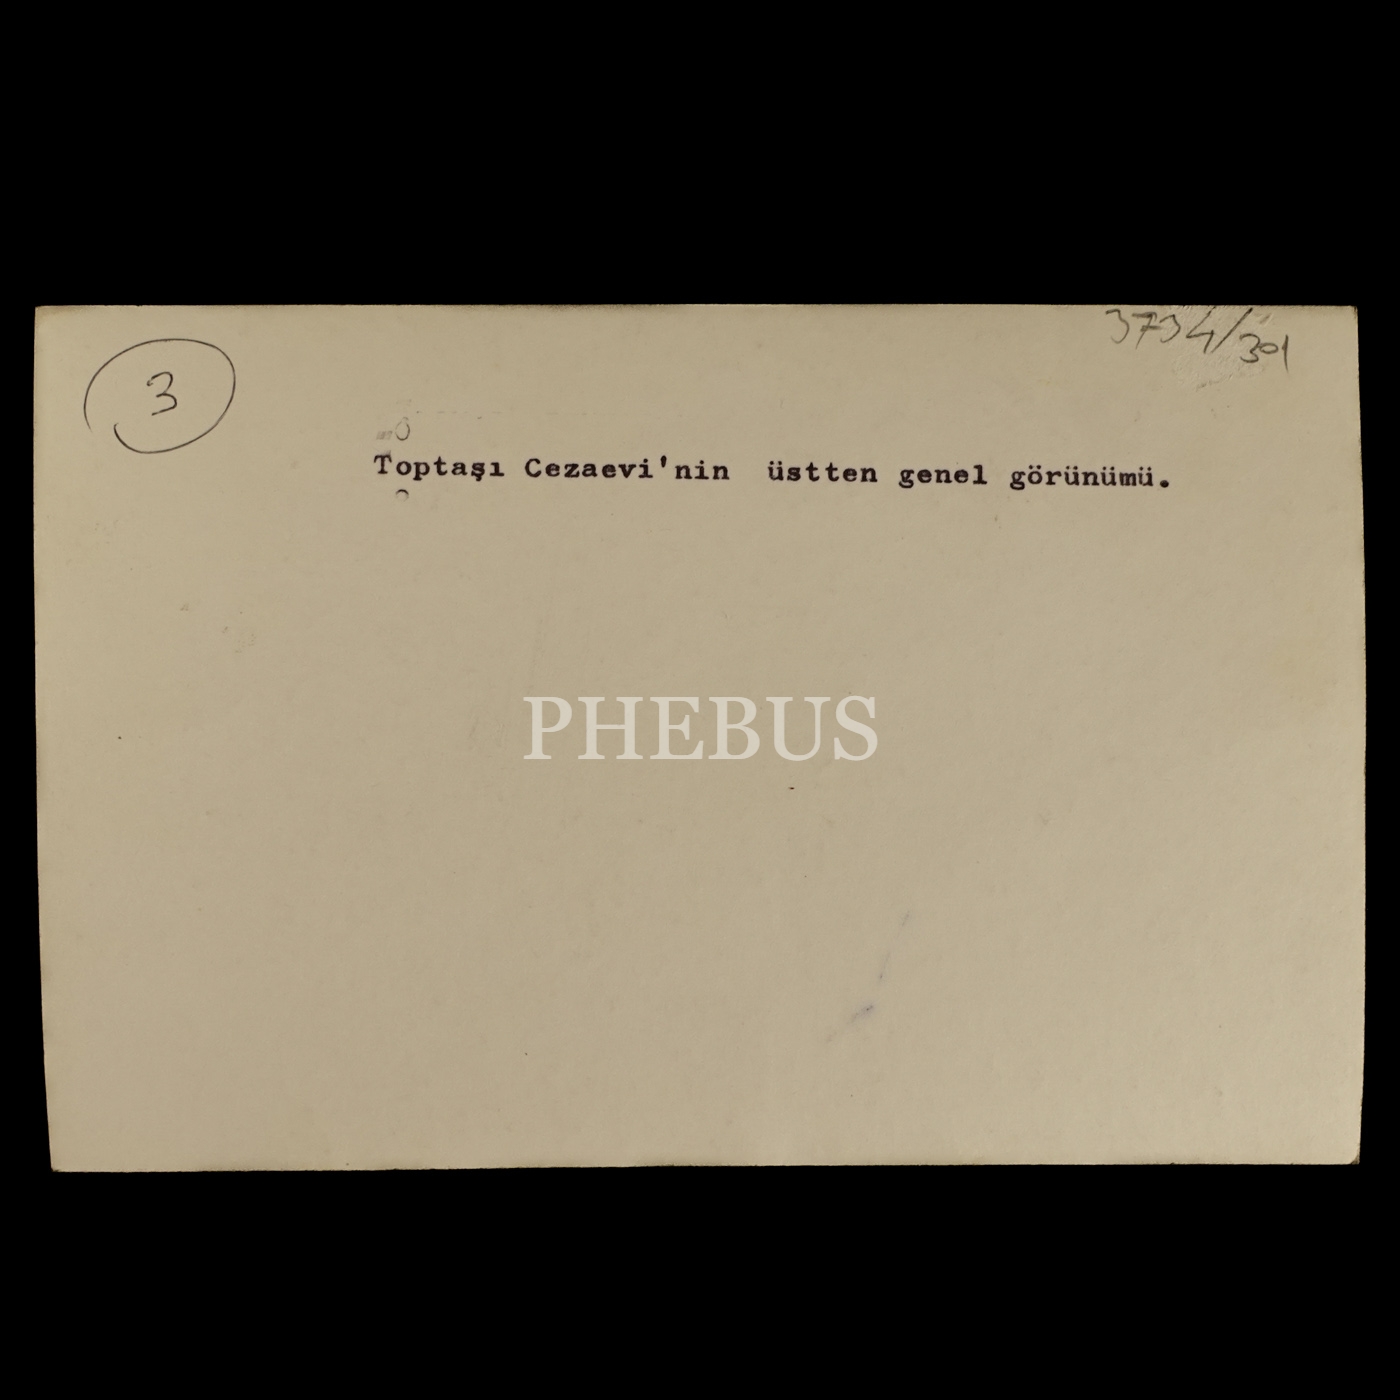 3734/301
3
Toptaşı Cezaevi'nin üstten genel görünümü.
PHEBUS